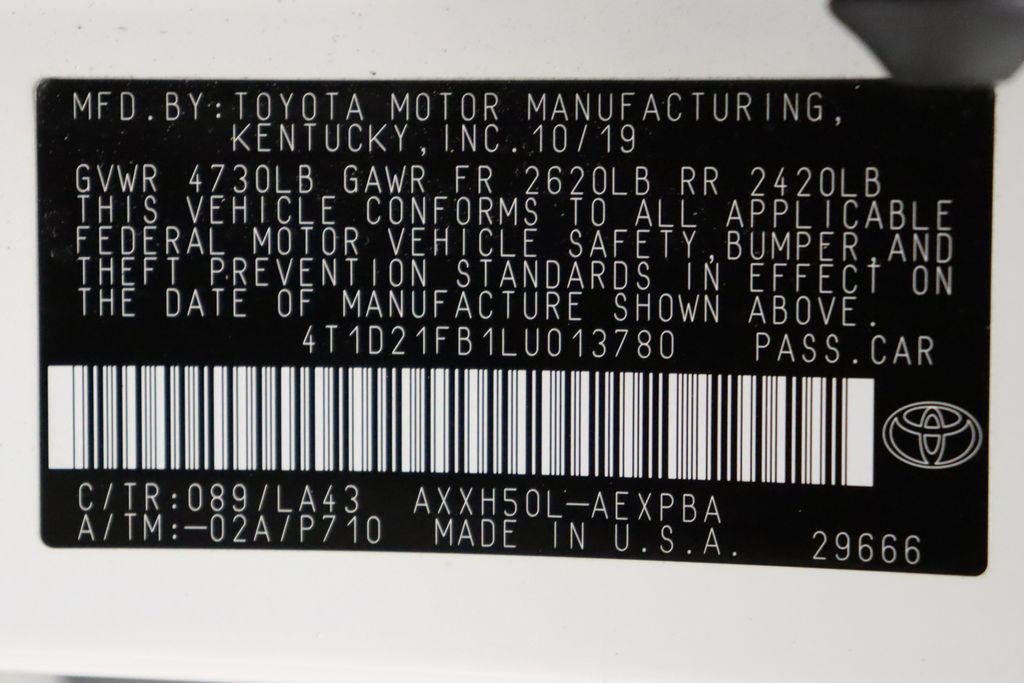 MFD.BY:TOYOTA MOTOR MANUFACTURING,
KENTUCKY,INC.10/19
GVWR 4730LB GAWR FR 2620LB RR 2420LB
THIS VEHICLE CONFORMS TO ALL APPLICABLE
FEDERAL MOTOR VEHICLE SAFETY,BUMPER,AND
THEFT PREVENTION STANDARDS IN EFFECT ON
THE DATE OF MANUFACTURE SHOWN ABOVE.
4T1D21FB1LU013780 PASS.CAR
C/TR:089/LA43 AXXH50L-AEXPBA
A/TM:-02A/P710 MADE IN U.S.A. 29666